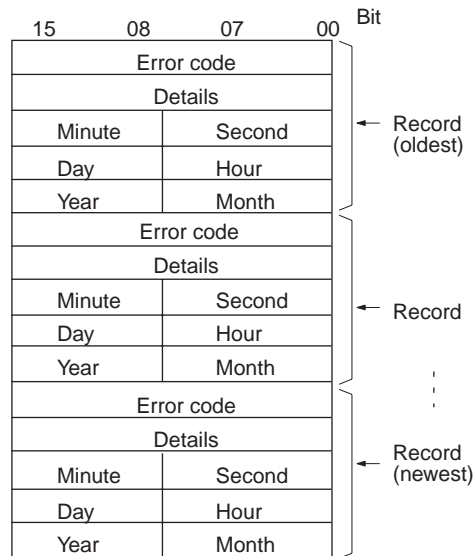 Bit
15 08 07 00
Error code
Details
Minute Second
Day Hour
Year Month
Record
(oldest)
Error code
Details
Minute Second
Day Hour
Year Month
Record
Error code
Details
Minute Second
Day Hour
Year Month
Record
(newest)